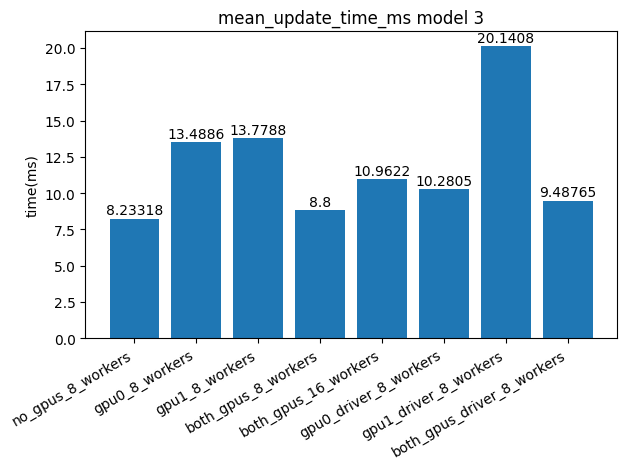 mean_update_time_ms model 3
time(ms)
20.0
17.5
15.0
12.5
10.0
7.5
5.0
2.5
0.0
8.23318
13.4886
13.7788
8.8
10.9622
10.2805
20.1408
9.48765
no_gpus_8_workers
gpu0_8_workers
gpu1_8_workers
both_gpus_8_workers
both_gpus_16_workers
gpu0_driver_8_workers
gpu1_driver_8_workers
both_gpus_driver_8_workers